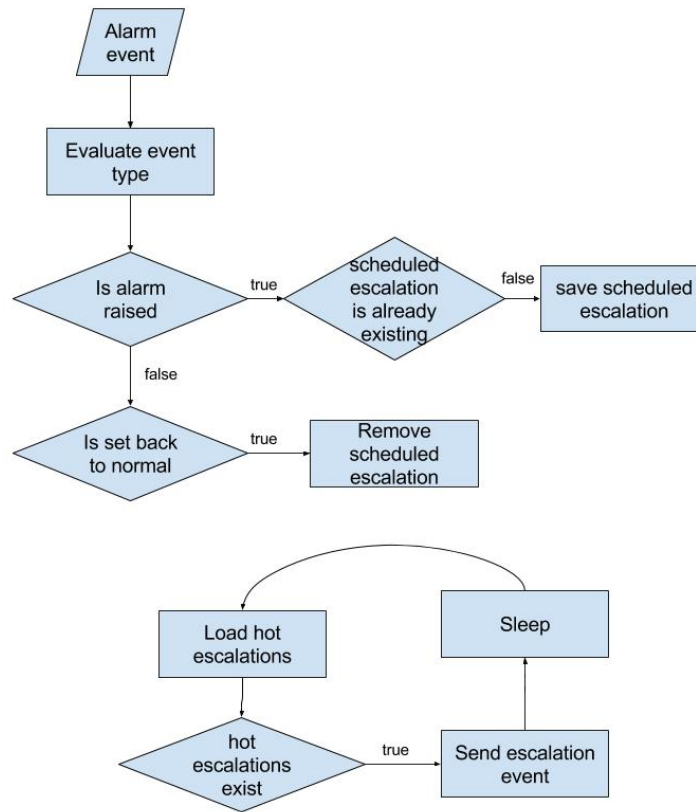 Alarm
event
Evaluate event
type
Is alarm
raised
true
scheduled
escalation
is already
existing
false
save scheduled
escalation
false
Is set back
to normal
true
Remove
scheduled
escalation
Load hot
escalations
Sleep
hot
escalations
exist
true
Send escalation
event